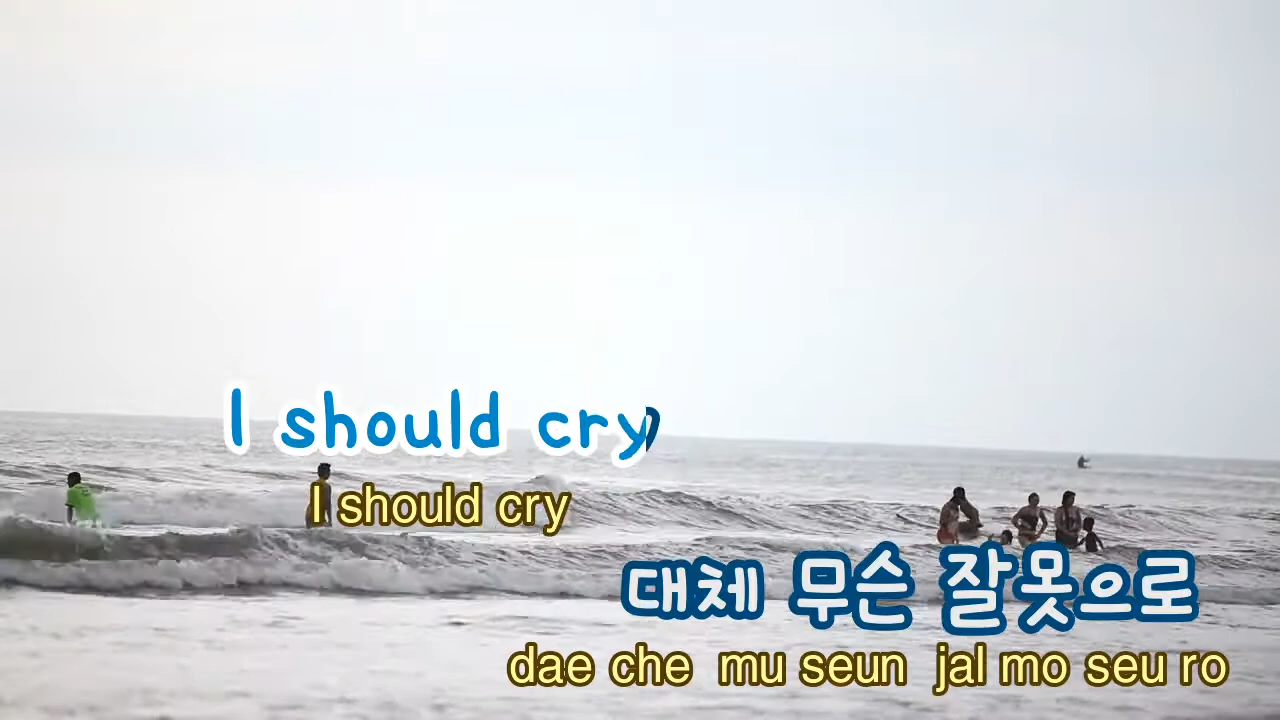 I should cry
I should cry
대체 무슨 잘못으로
dae che mu seun jal mo seu ro